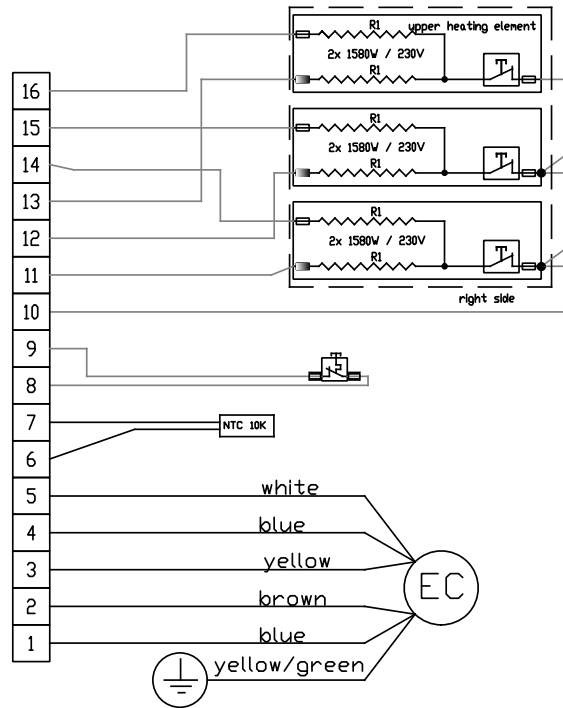 R1 upper heating element
2x 1580W / 230V
R1
16
15
R1
2x 1580W / 230V
R1
14
13
R1
2x 1580W / 230V
R1
12
11
right side
10
9
8
7
NTC 10K
6
5
white
4
blue
3
yellow
EC
2
brown
1
blue
yellow/green